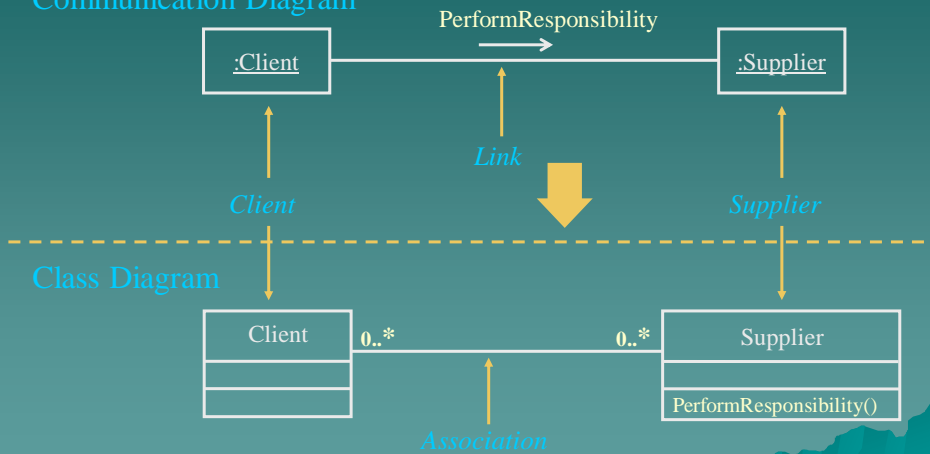 Communication Diagram
PerformResponsibility
:Client
:Supplier
Link
Client
Supplier
Class Diagram
Client
0..*
0..*
Supplier
PerformResponsibility()
Association